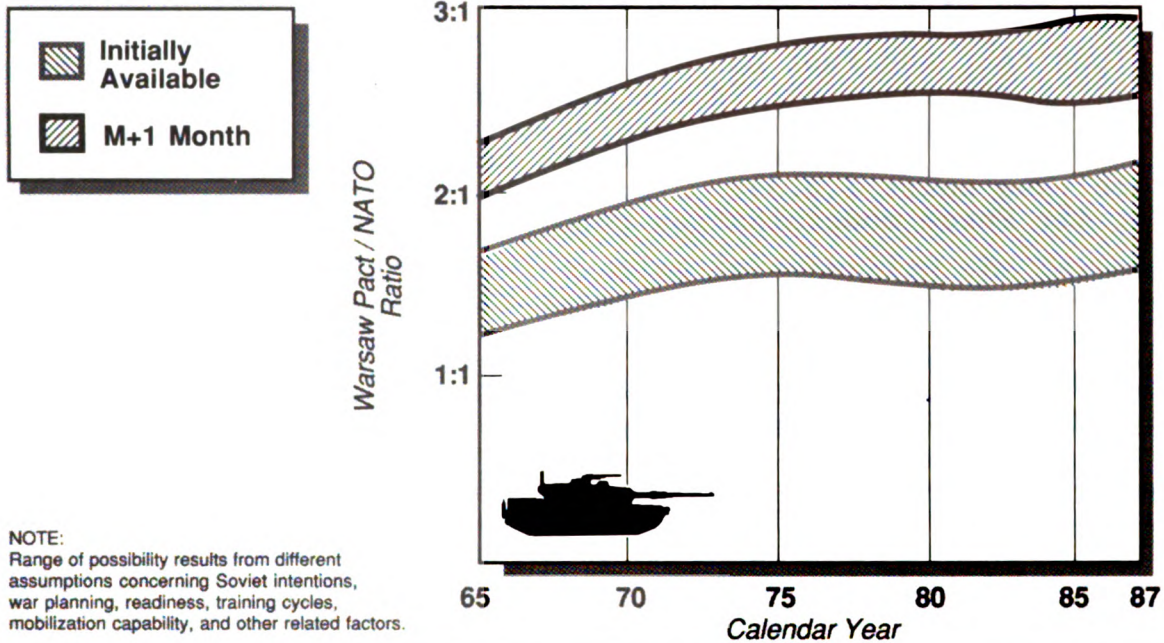 Initially
Available
M+1 Month
3:1
2:1
1:1
Warsaw Pact / NATO
Ratio
65
70
75
80
85
87
Calendar Year
NOTE:
Range of possibility results from different
assumptions concerning Soviet intentions,
war planning, readiness, training cycles,
mobilization capability, and other related factors.